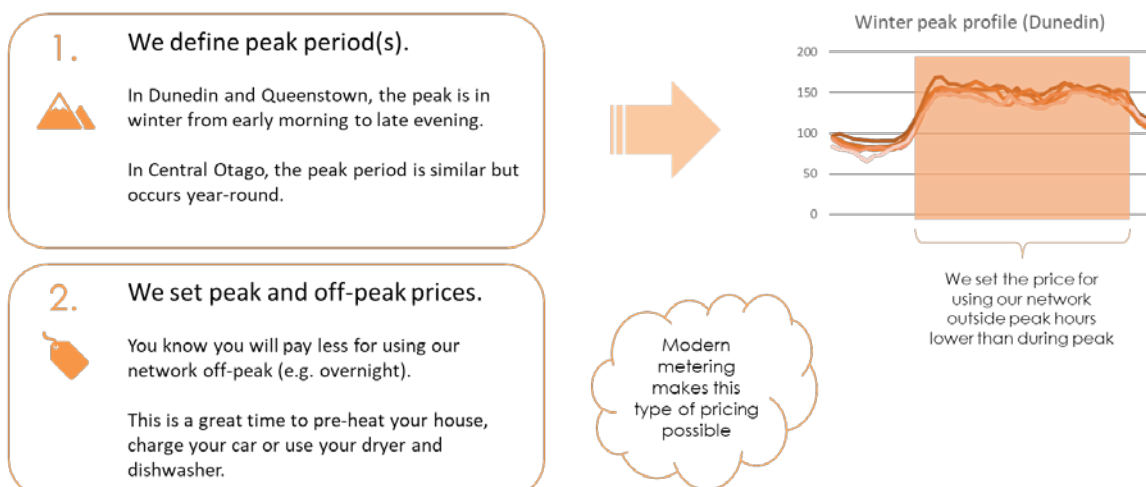 1.
We define peak period(s).
In Dunedin and Queenstown, the peak is in
winter from early morning to late evening.
In Central Otago, the peak period is similar but
occurs year-round.
Winter peak profile (Dunedin)
200
150
100
50
0
We set the price for
using our network
outside peak hours
lower than during peak
2.
We set peak and off-peak prices.
You know you will pay less for using our
network off-peak (e.g. overnight).
This is a great time to pre-heat your house,
charge your car or use your dryer and
dishwasher.
Modern
metering
makes this
type of pricing
possible